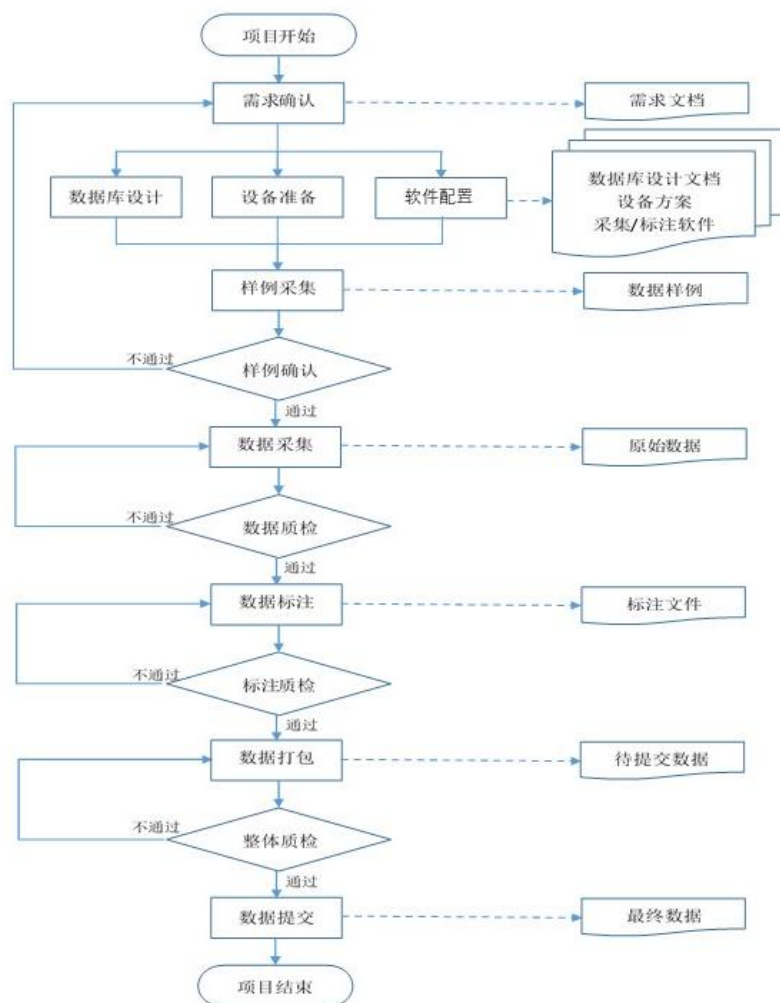 项目开始
需求确认
需求文档
数据库设计
设备准备
软件配置
数据库设计文档
设备方案
采集/标注软件
样例采集
数据样例
不通过
样例确认
通过
数据采集
原始数据
不通过
数据质检
通过
数据标注
标注文件
不通过
标注质检
通过
数据打包
待提交数据
不通过
整体质检
通过
数据提交
最终数据
项目结束